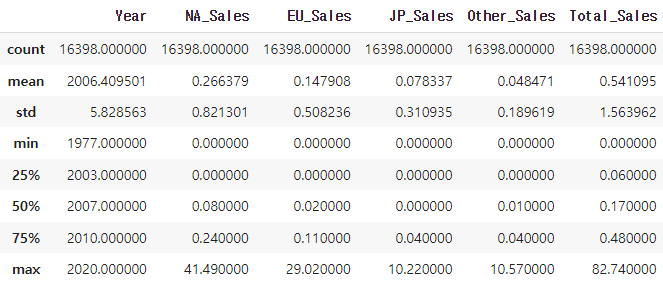 Year NA_Sales EU_Sales JP_Sales Other_Sales Total_Sales
count 16398.000000 16398.000000 16398.000000 16398.000000 16398.000000 16398.000000
mean 2006.409501 0.266379 0.147908 0.078337 0.048471 0.541095
std 5.828563 0.821301 0.508236 0.310935 0.189619 1.563962
min 1977.000000 0.000000 0.000000 0.000000 0.000000 0.000000
25% 2003.000000 0.000000 0.000000 0.000000 0.000000 0.060000
50% 2007.000000 0.080000 0.020000 0.000000 0.010000 0.170000
75% 2010.000000 0.240000 0.110000 0.040000 0.040000 0.480000
max 2020.000000 41.490000 29.020000 10.220000 10.570000 82.740000